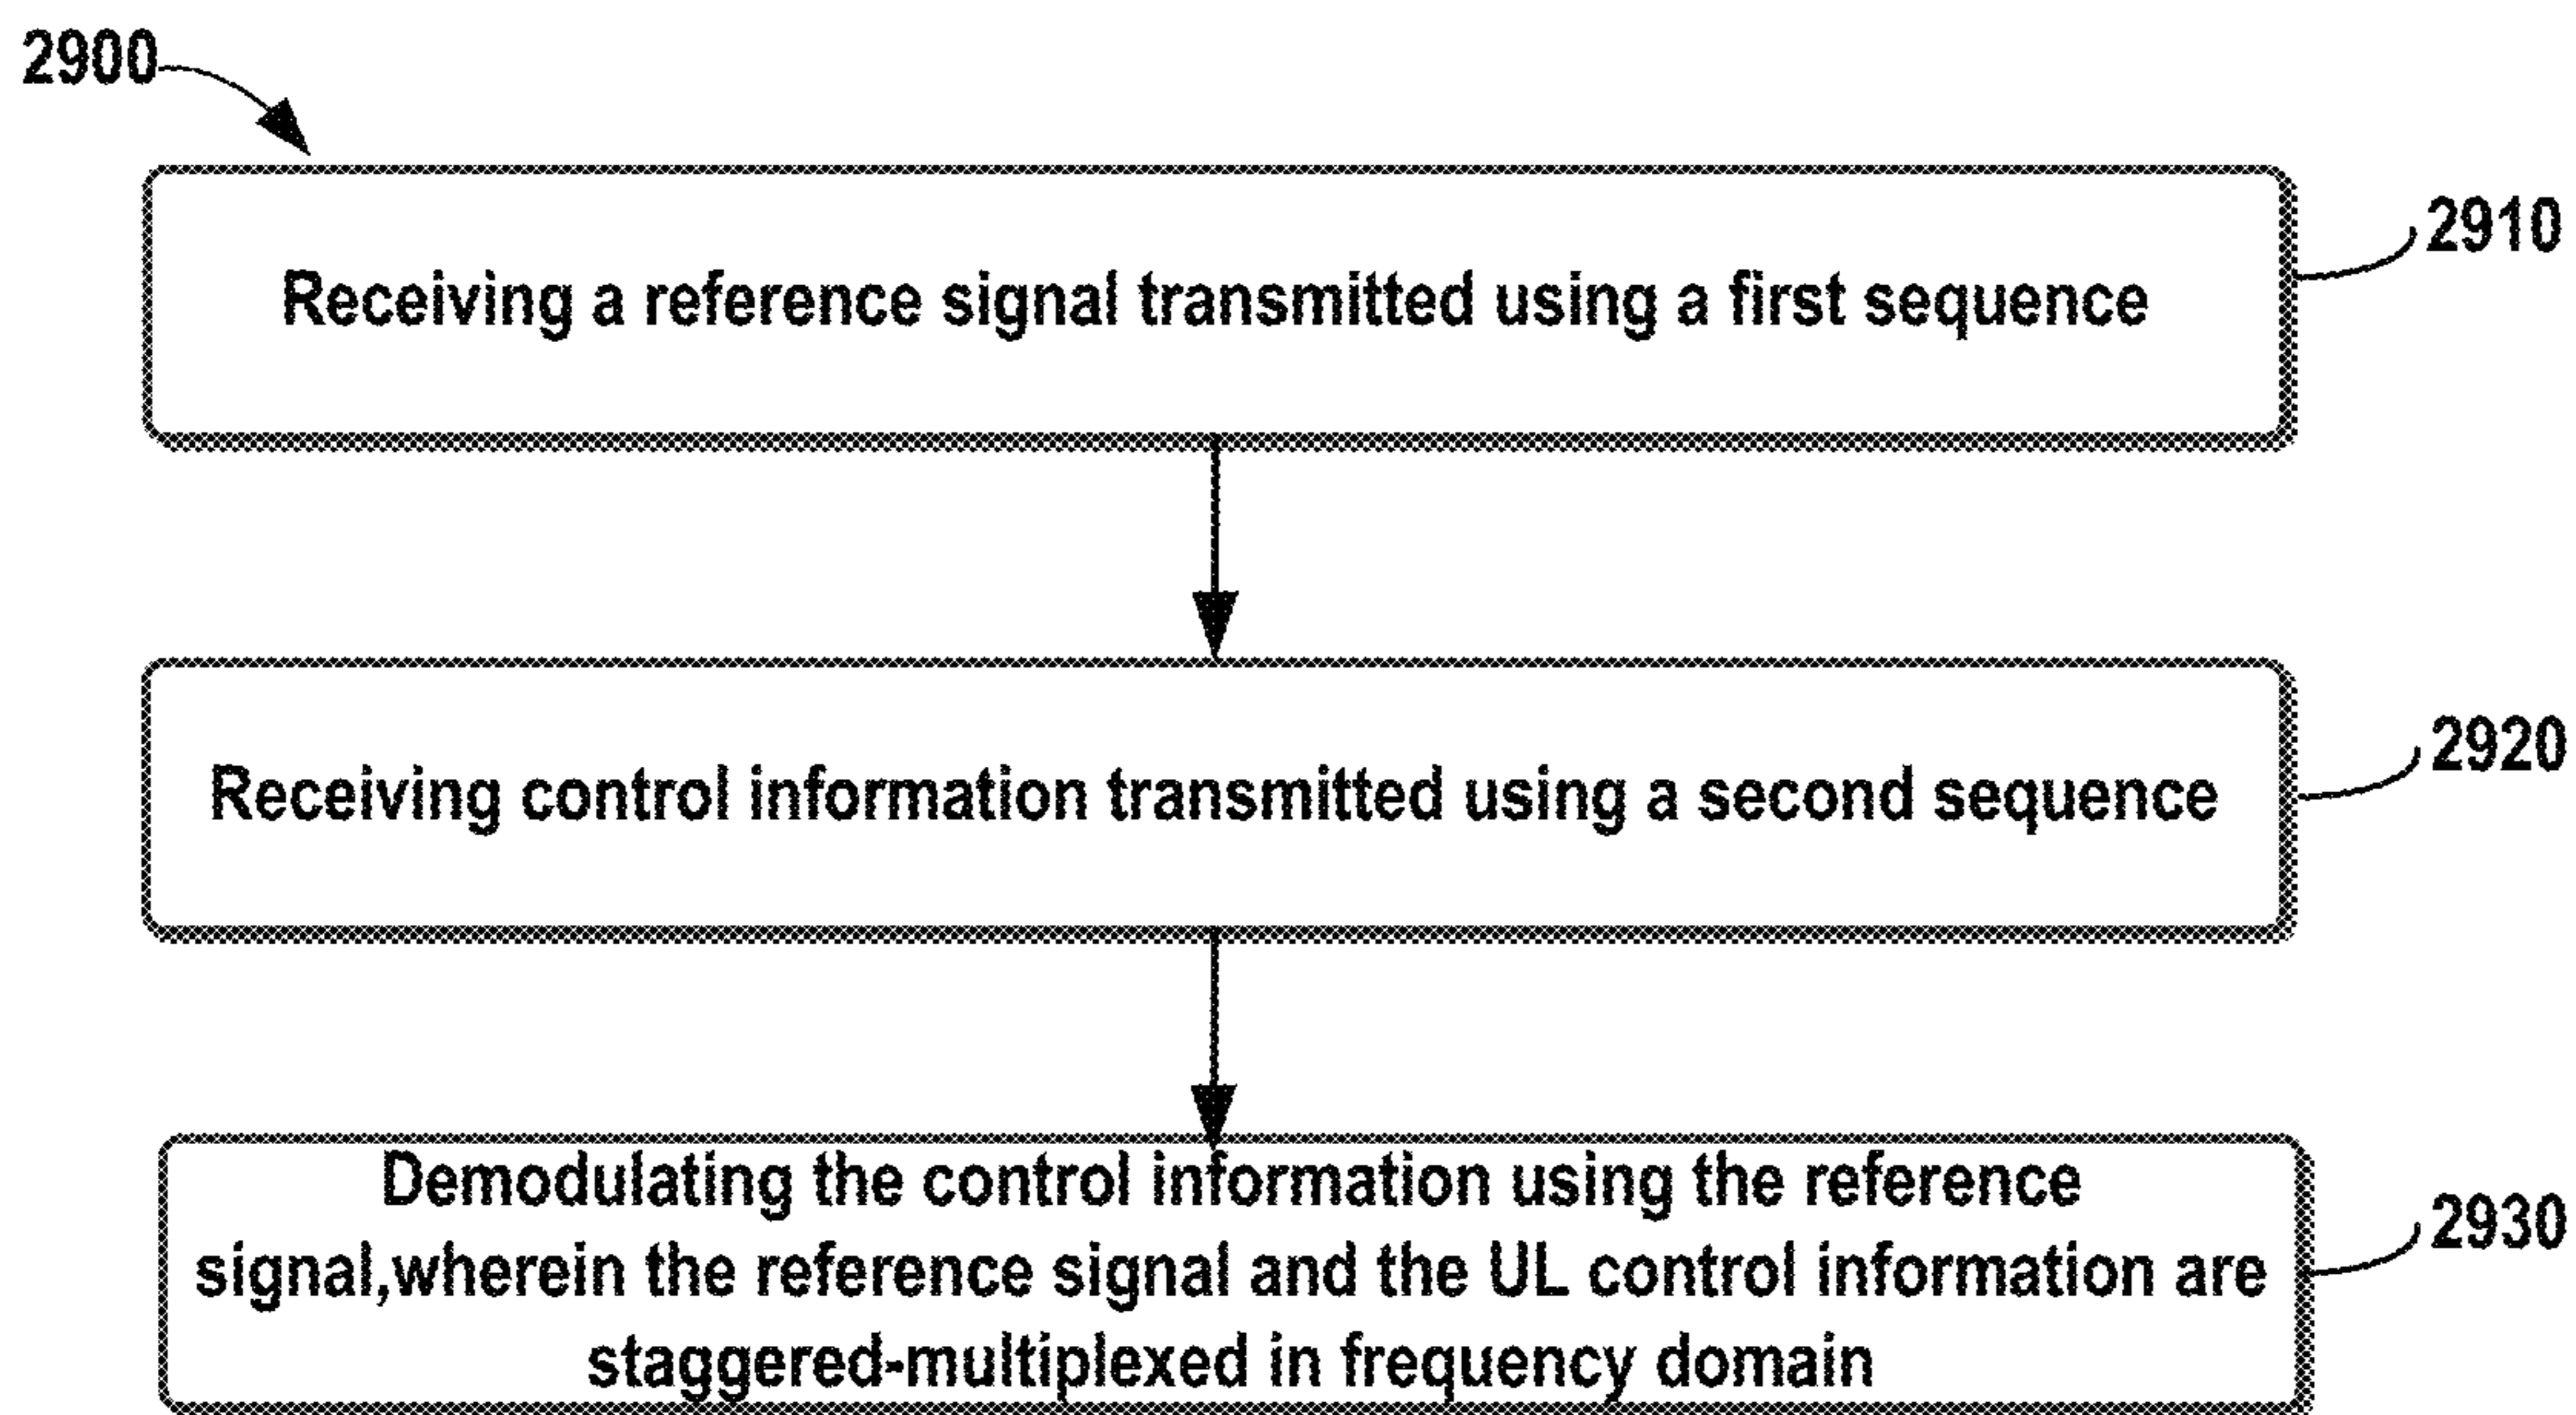 2900
Receiving a reference signal transmitted using a first sequence
2910
Receiving control information transmitted using a second sequence
2920
Demodulating the control information using the reference
signal,wherein the reference signal and the UL control information are
staggered-multiplexed in frequency domain
2930